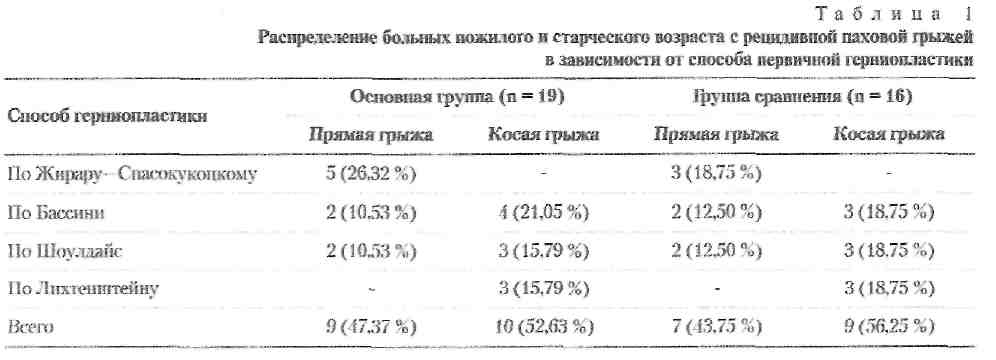 Таблица 1
Распределение больных пожилого и старческого возраста с рецидивной паховой грыжей
в зависимости от способа первичной герниопластики
Способ герниопластики Основная группа (n = 19) Группа сравнения (n = 16)
Прямая грыжа Косая грыжа Прямая грыжа Косая грыжа
По Жирару–Спасокукоцкому 5 (26,32 %) - 3 (18,75 %) -
По Бассини 2 (10,53 %) 4 (21,05 %) 2 (12,50 %) 3 (18,75 %)
По Шоулдайс 2 (10,53 %) 3 (15,79 %) 2 (12,50 %) 3 (18,75 %)
По Лихтенштейну - 3 (15,79 %) - 3 (18,75 %)
Всего 9 (47,37 %) 10 (52,63 %) 7 (43,75 %) 9 (56,25 %)